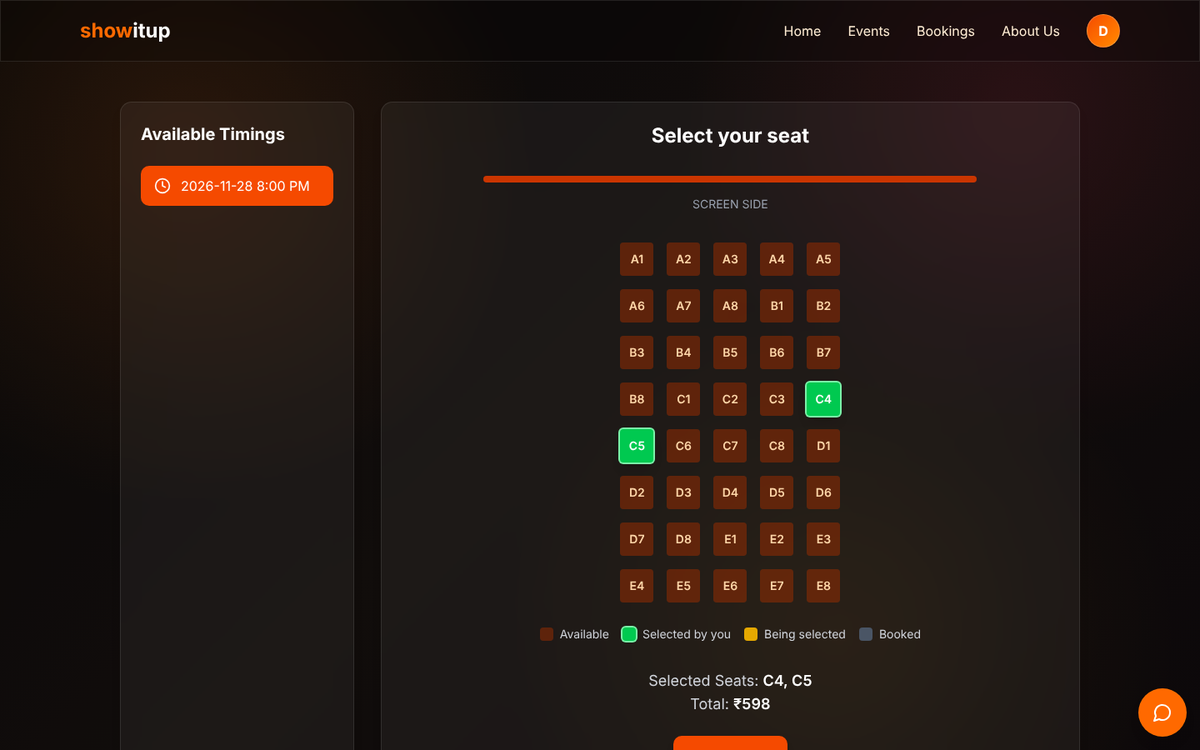 showitup
Home Events Bookings About Us D
Available Timings
2026-11-28 8:00 PM
Select your seat
SCREEN SIDE
A1 A2 A3 A4 A5
A6 A7 A8 B1 B2
B3 B4 B5 B6 B7
B8 C1 C2 C3 C4
C5 C6 C7 C8 D1
D2 D3 D4 D5 D6
D7 D8 E1 E2 E3
E4 E5 E6 E7 E8
Available Selected by you Being selected Booked
Selected Seats: C4, C5
Total: ₹598